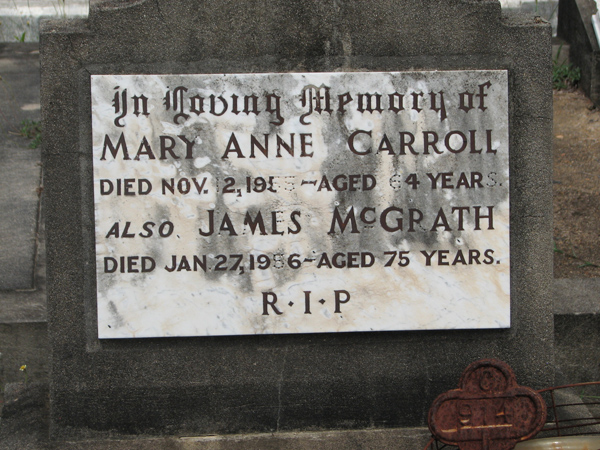 In Loving Memory of
MARY ANNE CARROLL
DIED NOV. 2, AGED 64 YEARS.
ALSO, JAMES McGRATH
DIED JAN. 27, 1956 - AGED 75 YEARS.
R·I·P